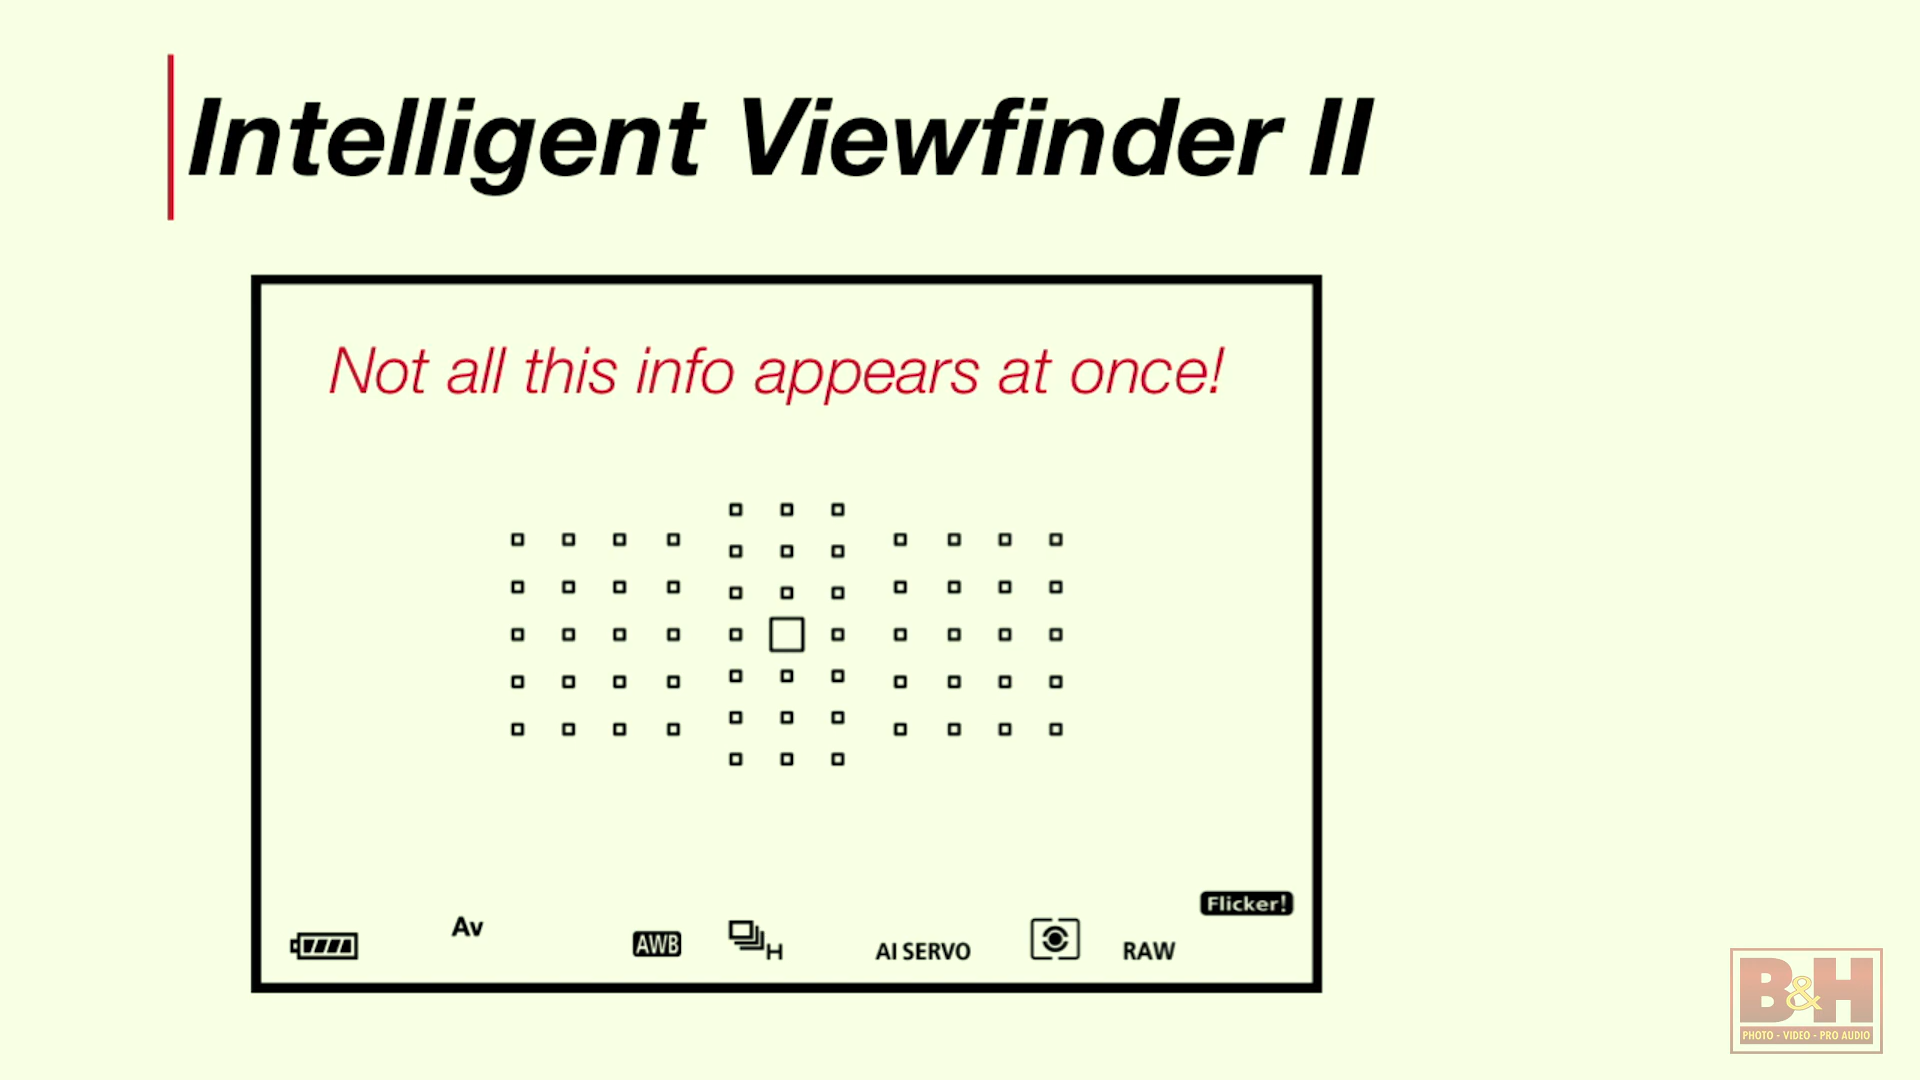 Intelligent Viewfinder II
Not all this info appears at once!
Flicker!
Av
AWB
H
AI SERVO
RAW
B&H
PHOTO - VIDEO - PRO AUDIO